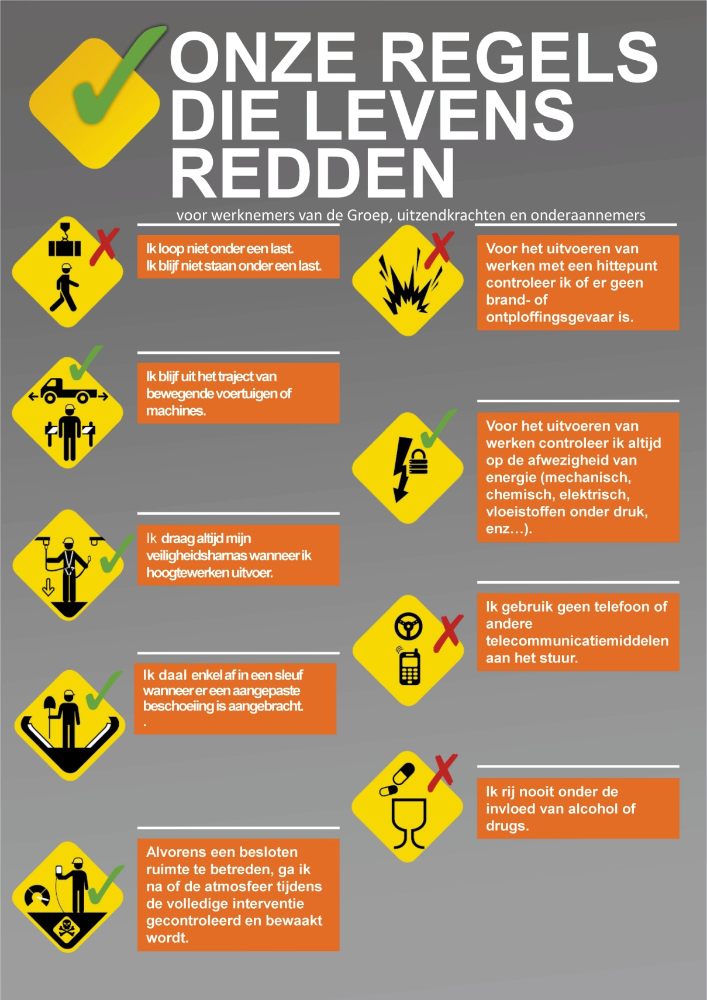 ONZE REGELS
DIE LEVENS
REDDEN
voor werknemers van de Groep, uitzendkrachten en onderaannemers
Ik loop niet onder een last.
Ik blijf niet staan onder een last.
Ik blijf uit het traject van
bewegende voertuigen of
machines.
Ik draag altijd mijn
veiligheidsharnas wanneer ik
hoogtewerken uitvoer.
Ik daal enkel af in een sleuf
wanneer er een aangepaste
beschoeiing is aangebracht.
.
Alvorens een besloten
ruimte te betreden, ga ik
na of de atmosfeer tijdens
de volledige interventie
gecontroleerd en bewaakt
wordt.
Voor het uitvoeren van
werken met een hittepunt
controleer ik of er geen
brand- of
ontploffingsgevaar is.
Voor het uitvoeren van
werken controleer ik altijd
op de afwezigheid van
energie (mechanisch,
chemisch, elektrisch,
vloeistoffen onder druk,
enz…).
Ik gebruik geen telefoon of
andere
telecommunicatiemiddelen
aan het stuur.
Ik rij nooit onder de
invloed van alcohol of
drugs.